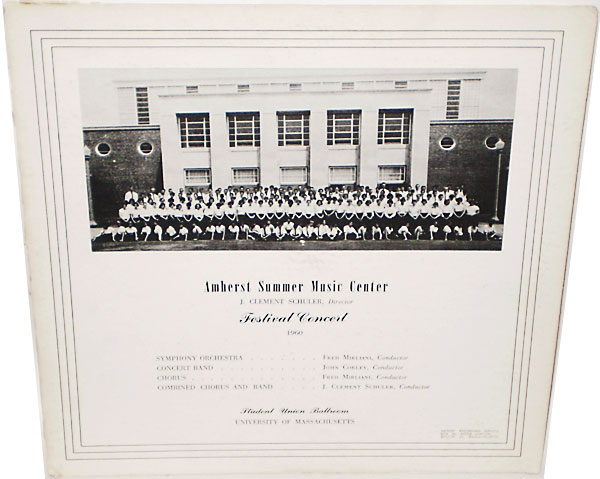 Amherst Summer Music Center
J. CLEMENT SCHULER, Director
Festival Concert
1960
SYMPHONY ORCHESTRA . . . . . . . . Fred Mirliani, Conductor
CONCERT BAND . . . . . . . . . . . John Corley, Conductor
CHORUS . . . . . . . . . . . . . . Fred Mirliani, Conductor
COMBINED CHORUS AND BAND . . . . J. Clement Schuler, Conductor
Student Union Ballroom
UNIVERSITY OF MASSACHUSETTS